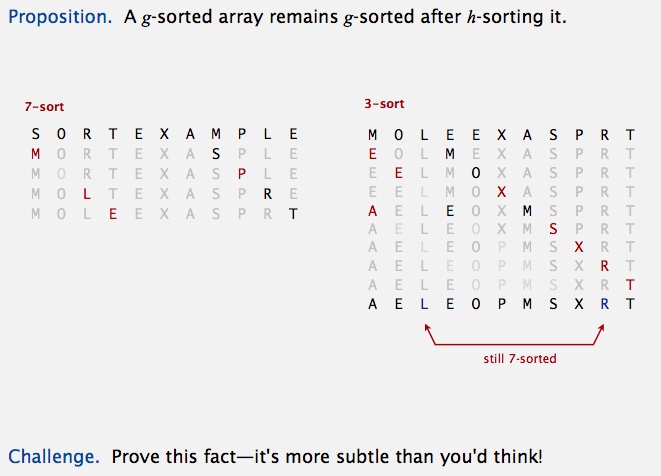 Proposition. A g-sorted array remains g-sorted after h-sorting it.
7-sort
S O R T E X A M P L E
M O R T E X A S P L E
M O R T E X A S P L E
M O L T E X A S P R E
M O L E E X A S P R T
3-sort
M O L E E X A S P R T
E O L M E X A S P R T
E E L M O X A S P R T
E E L M O X A S P R T
A E L E O X M S P R T
A E L E O X M S P R T
A E L E O P M S X R T
A E L E O P M S X R T
A E L E O P M S X R T
A E L E O P M S X R T
still 7-sorted
Challenge. Prove this fact—it's more subtle than you'd think!